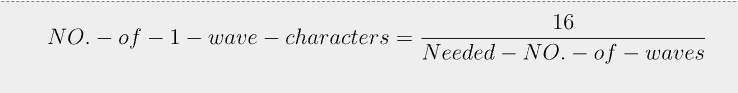 NO. − of − 1 − wave − characters = 16 / Needed − NO. − of − waves